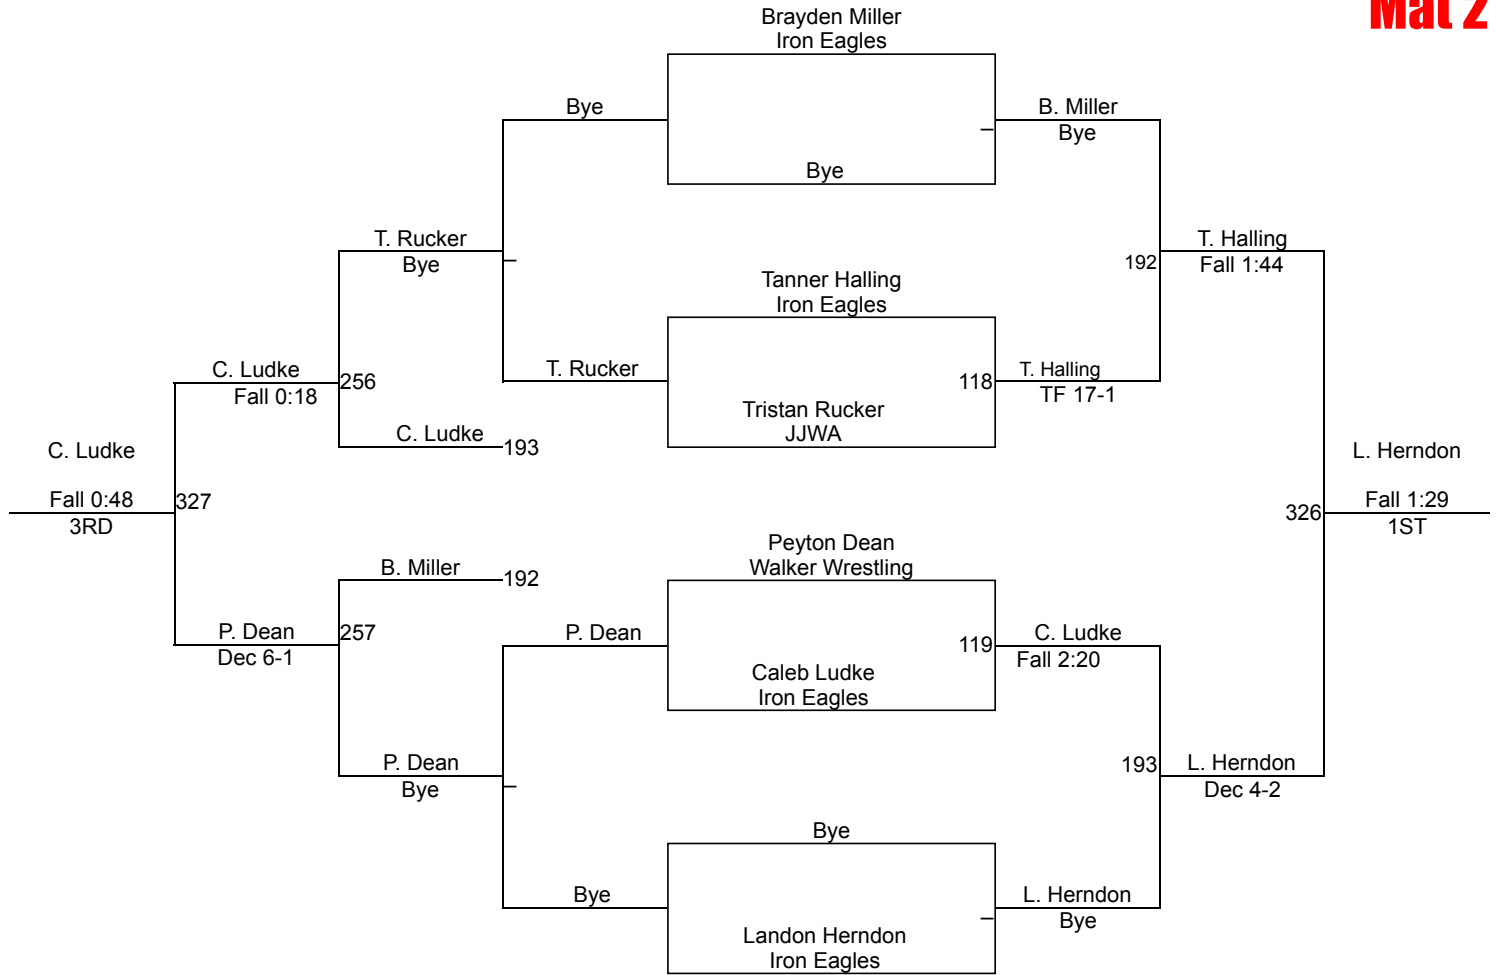 Mat 2
Brayden Miller
Iron Eagles
Bye
B. Miller
Bye
Bye
T. Rucker
Bye
T. Halling
192
Fall 1:44
Tanner Halling
Iron Eagles
C. Ludke
256
Fall 0:18
T. Rucker
118
T. Halling
TF 17-1
Tristan Rucker
JJWA
C. Ludke
193
C. Ludke
Fall 0:48
327
3RD
L. Herndon
326
Fall 1:29
1ST
Peyton Dean
Walker Wrestling
B. Miller
192
P. Dean
257
Dec 6-1
P. Dean
119
C. Ludke
Fall 2:20
Caleb Ludke
Iron Eagles
P. Dean
Bye
193
L. Herndon
Dec 4-2
Bye
Bye
L. Herndon
Bye
Landon Herndon
Iron Eagles